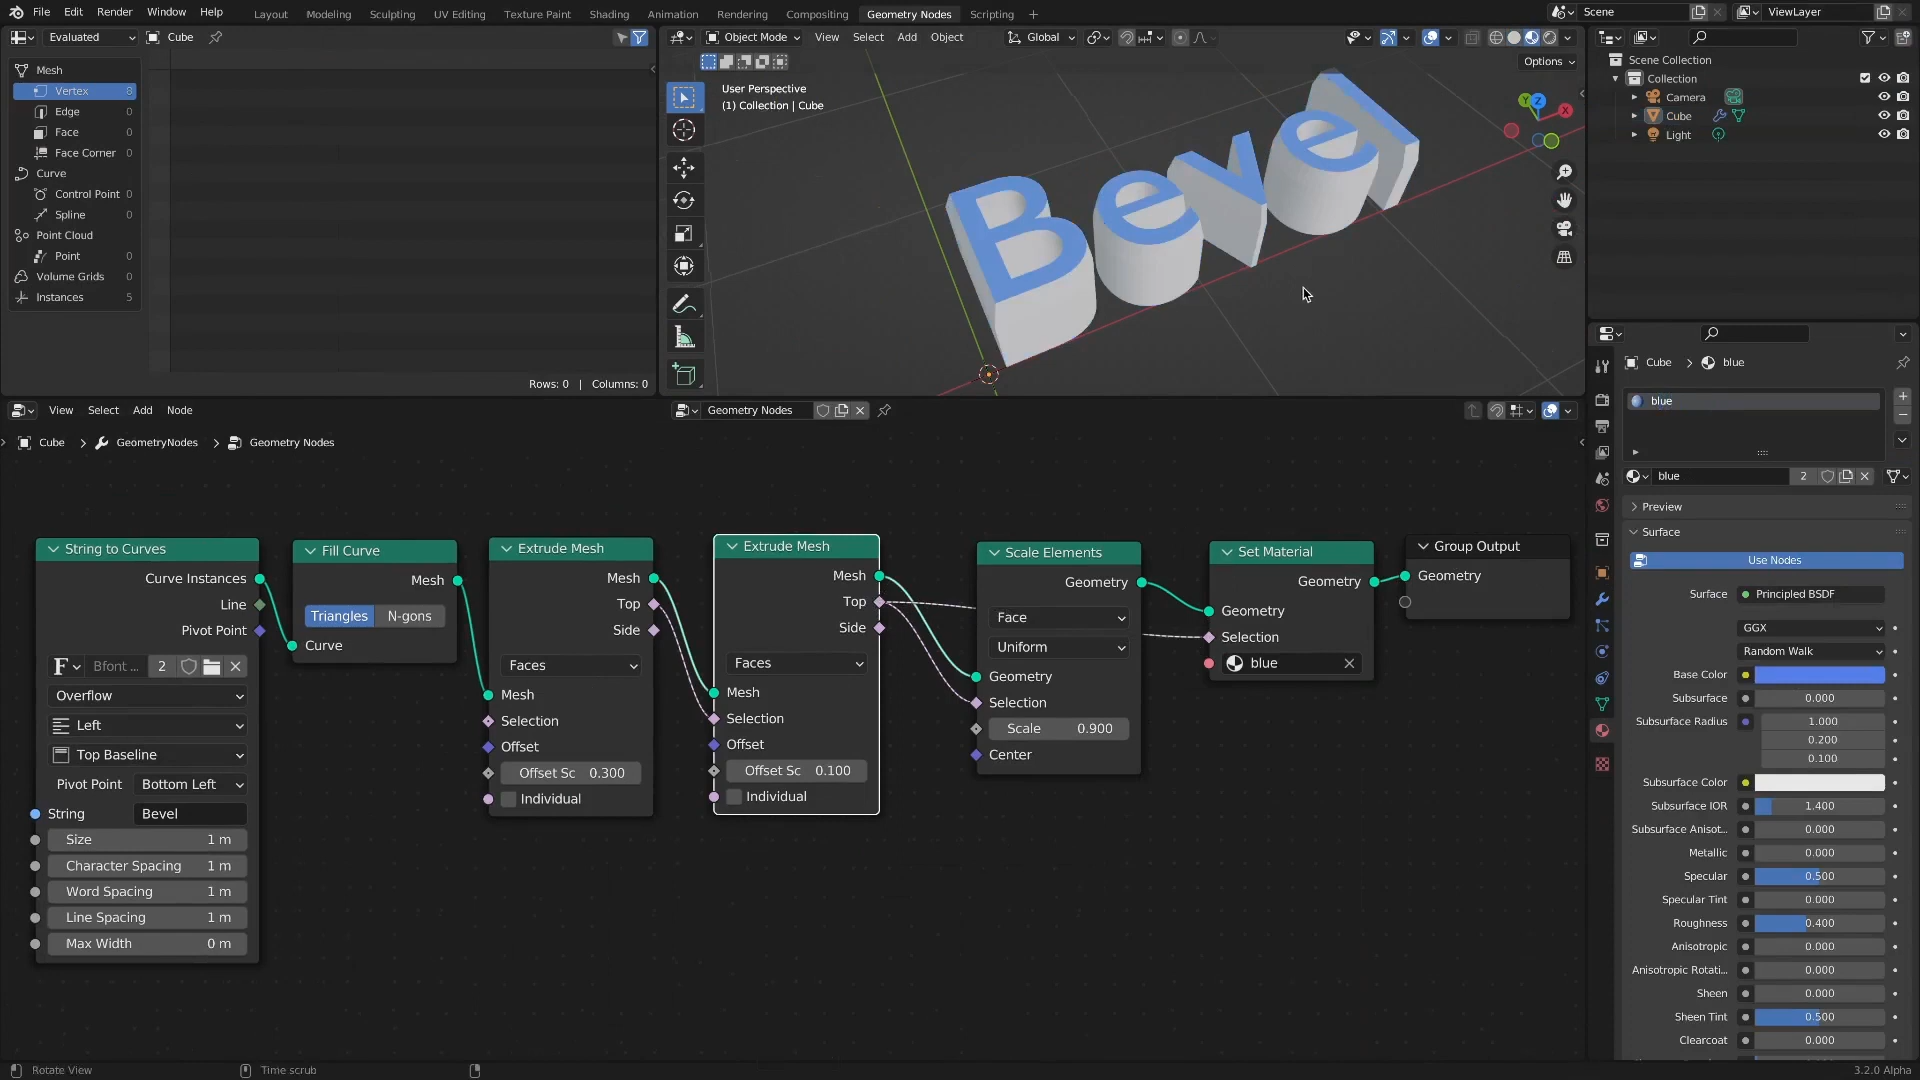 File Edit Render Window Help
Layout Modeling Sculpting UV Editing Texture Paint Shading Animation Rendering Compositing Geometry Nodes Scripting +
Scene
ViewLayer
Evaluated
Cube
Mesh
Vertex 8
Edge 0
Face 0
Face Corner 0
Curve
Control Point 0
Spline 0
Point Cloud
Point 0
Volume Grids 0
Instances 5
Rows: 0 | Columns: 0
Object Mode View Select Add Object
Global
Options
User Perspective
(1) Collection | Cube
Bevel
Scene Collection
Collection
Camera
Cube
Light
View Select Add Node
Geometry Nodes
Cube > GeometryNodes > Geometry Nodes
String to Curves
Curve Instances
Line
Pivot Point
Bfont ... 2
Overflow
Left
Top Baseline
Pivot Point Bottom Left
String Bevel
Size 1 m
Character Spacing 1 m
Word Spacing 1 m
Line Spacing 1 m
Max Width 0 m
Fill Curve
Mesh
Triangles N-gons
Curve
Extrude Mesh
Mesh
Top
Side
Faces
Mesh
Selection
Offset
Offset Sc 0.300
Individual
Extrude Mesh
Mesh
Top
Side
Faces
Mesh
Selection
Offset
Offset Sc 0.100
Individual
Scale Elements
Geometry
Face
Uniform
Geometry
Selection
Scale 0.900
Center
Set Material
Geometry
Geometry
Selection
blue
Group Output
Geometry
Cube > blue
blue
blue 2
Preview
Surface
Use Nodes
Surface Principled BSDF
GGX
Random Walk
Base Color
Subsurface 0.000
Subsurface Radius 1.000
0.200
0.100
Subsurface Color
Subsurface IOR 1.400
Subsurface Anisot... 0.000
Metallic 0.000
Specular 0.500
Specular Tint 0.000
Roughness 0.400
Anisotropic 0.000
Anisotropic Rotati... 0.000
Sheen 0.000
Sheen Tint 0.500
Clearcoat 0.000
Rotate View
Time scrub
3.2.0 Alpha